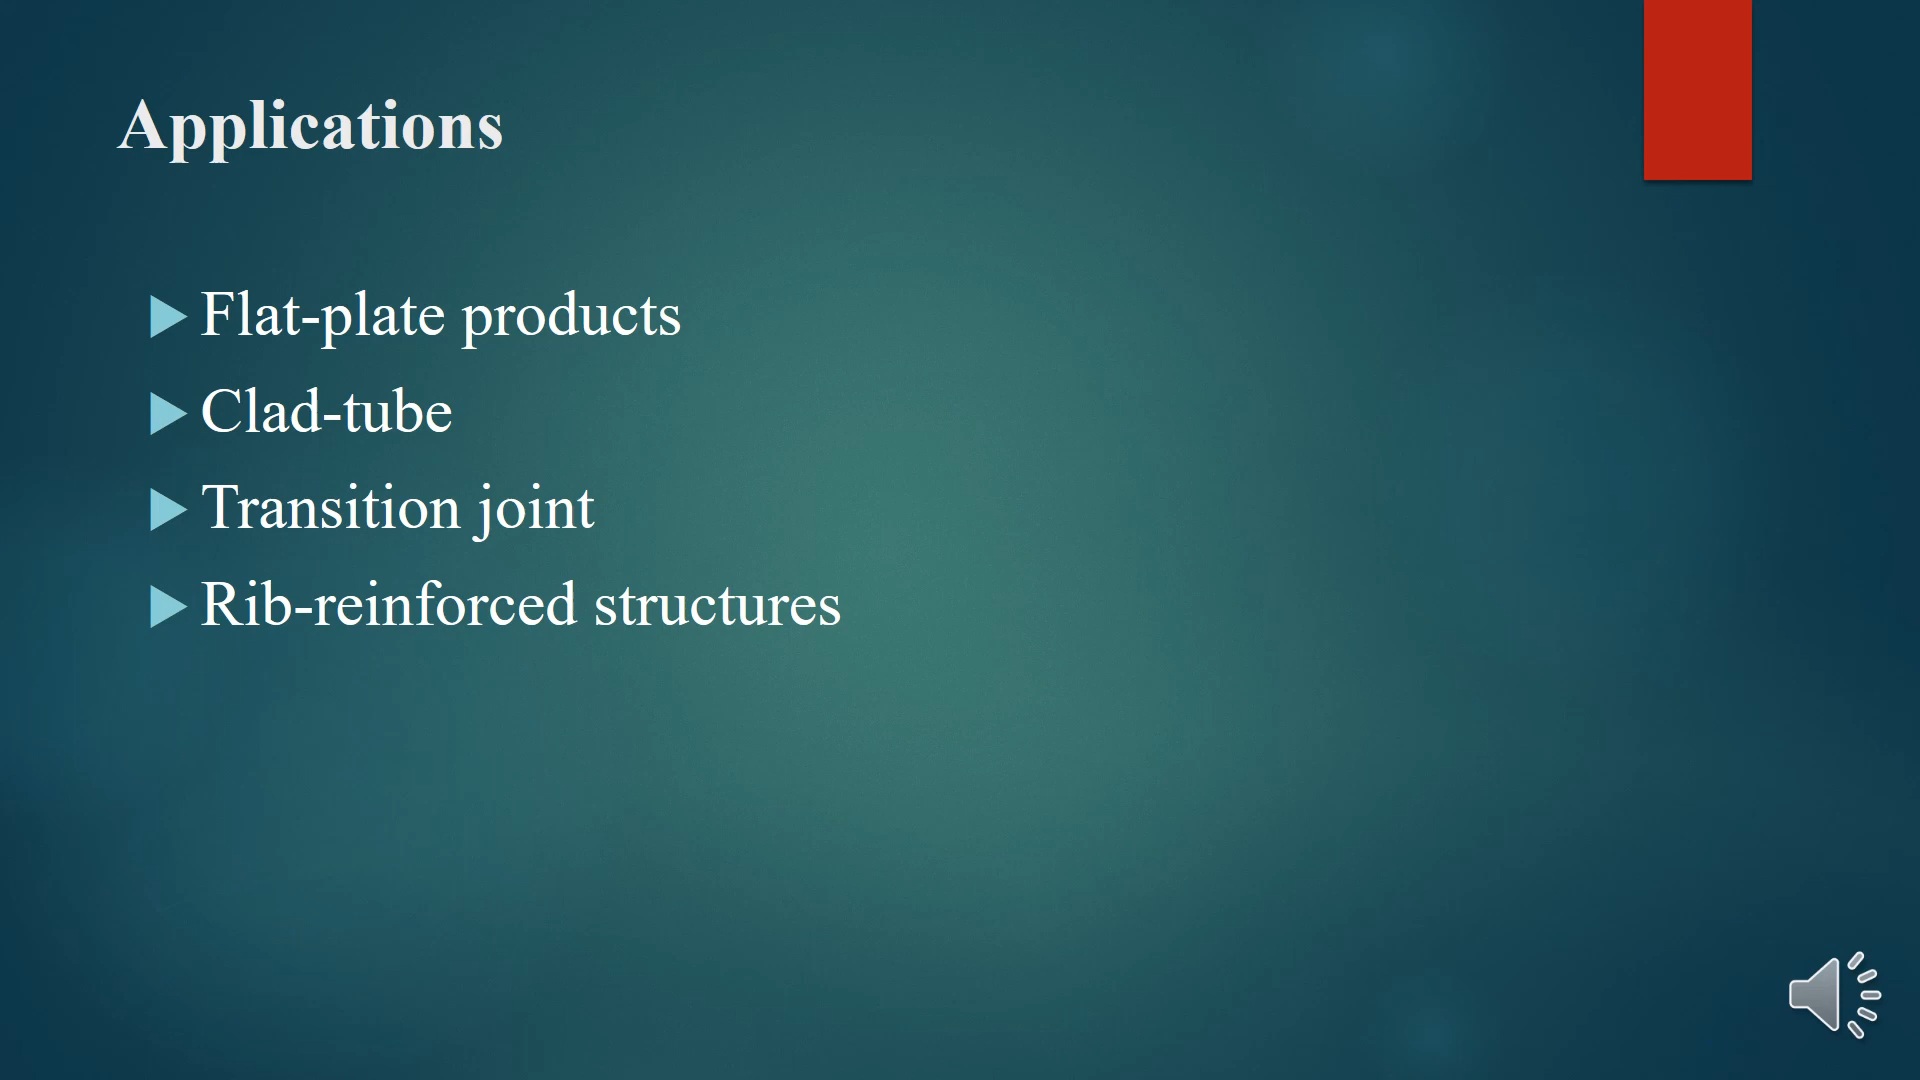 Applications
Flat-plate products
Clad-tube
Transition joint
Rib-reinforced structures